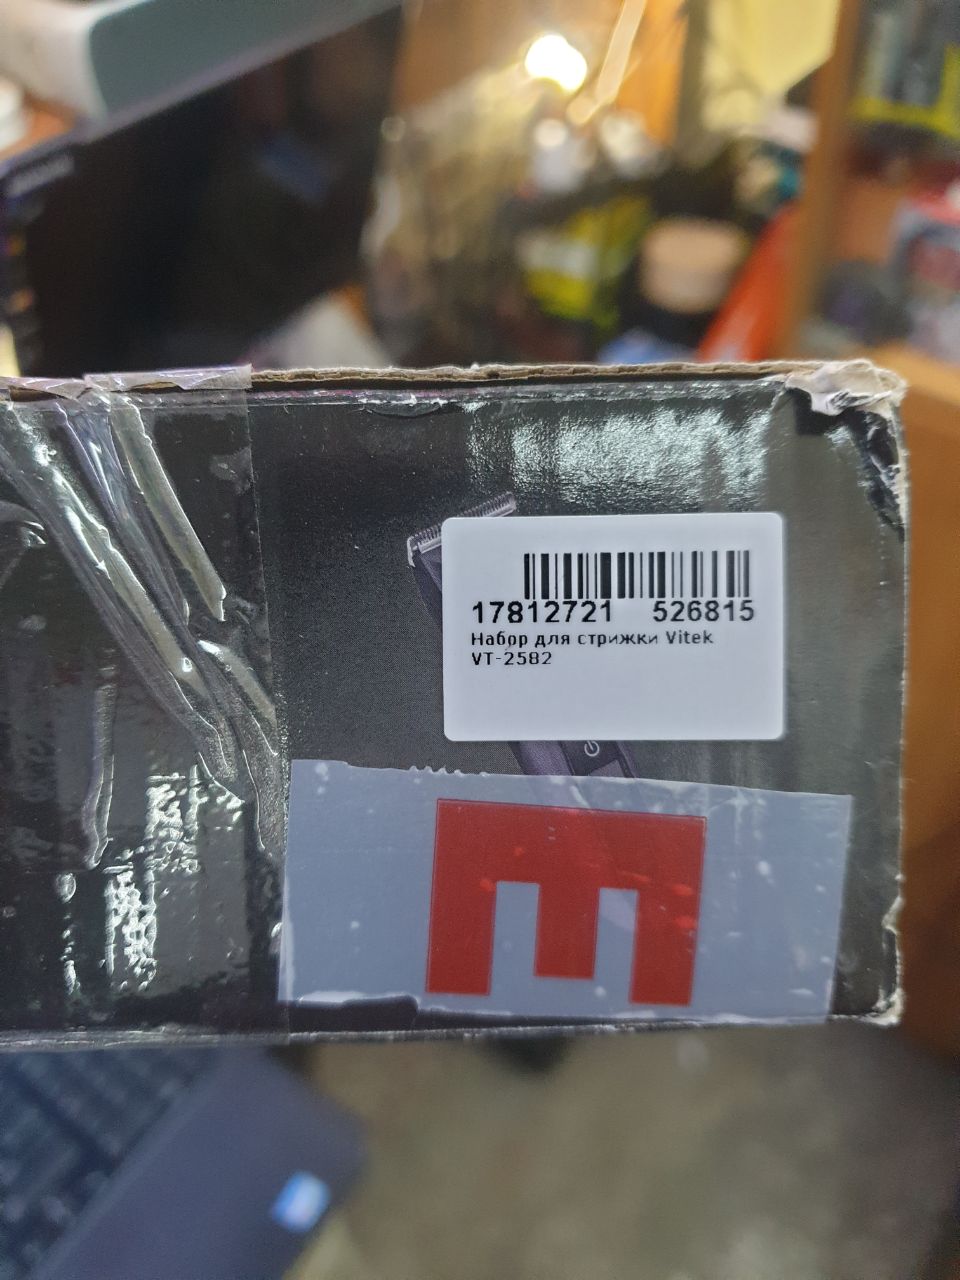 17812721 526815
Набор для стрижки Vitek
VT-2582
E